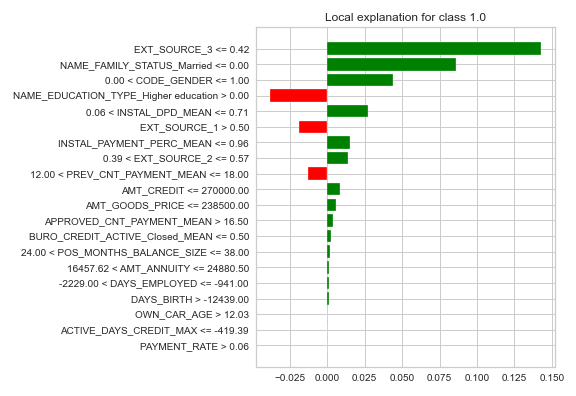 Local explanation for class 1.0
EXT_SOURCE_3 <= 0.42
NAME_FAMILY_STATUS_Married <= 0.00
0.00 < CODE_GENDER <= 1.00
NAME_EDUCATION_TYPE_Higher education > 0.00
0.06 < INSTAL_DPD_MEAN <= 0.71
EXT_SOURCE_1 > 0.50
INSTAL_PAYMENT_PERC_MEAN <= 0.96
0.39 < EXT_SOURCE_2 <= 0.57
12.00 < PREV_CNT_PAYMENT_MEAN <= 18.00
AMT_CREDIT <= 270000.00
AMT_GOODS_PRICE <= 238500.00
APPROVED_CNT_PAYMENT_MEAN > 16.50
BURO_CREDIT_ACTIVE_Closed_MEAN <= 0.50
24.00 < POS_MONTHS_BALANCE_SIZE <= 38.00
16457.62 < AMT_ANNUITY <= 24880.50
-2229.00 < DAYS_EMPLOYED <= -941.00
DAYS_BIRTH > -12439.00
OWN_CAR_AGE > 12.03
ACTIVE_DAYS_CREDIT_MAX <= -419.39
PAYMENT_RATE > 0.06
−0.025 0.000 0.025 0.050 0.075 0.100 0.125 0.150